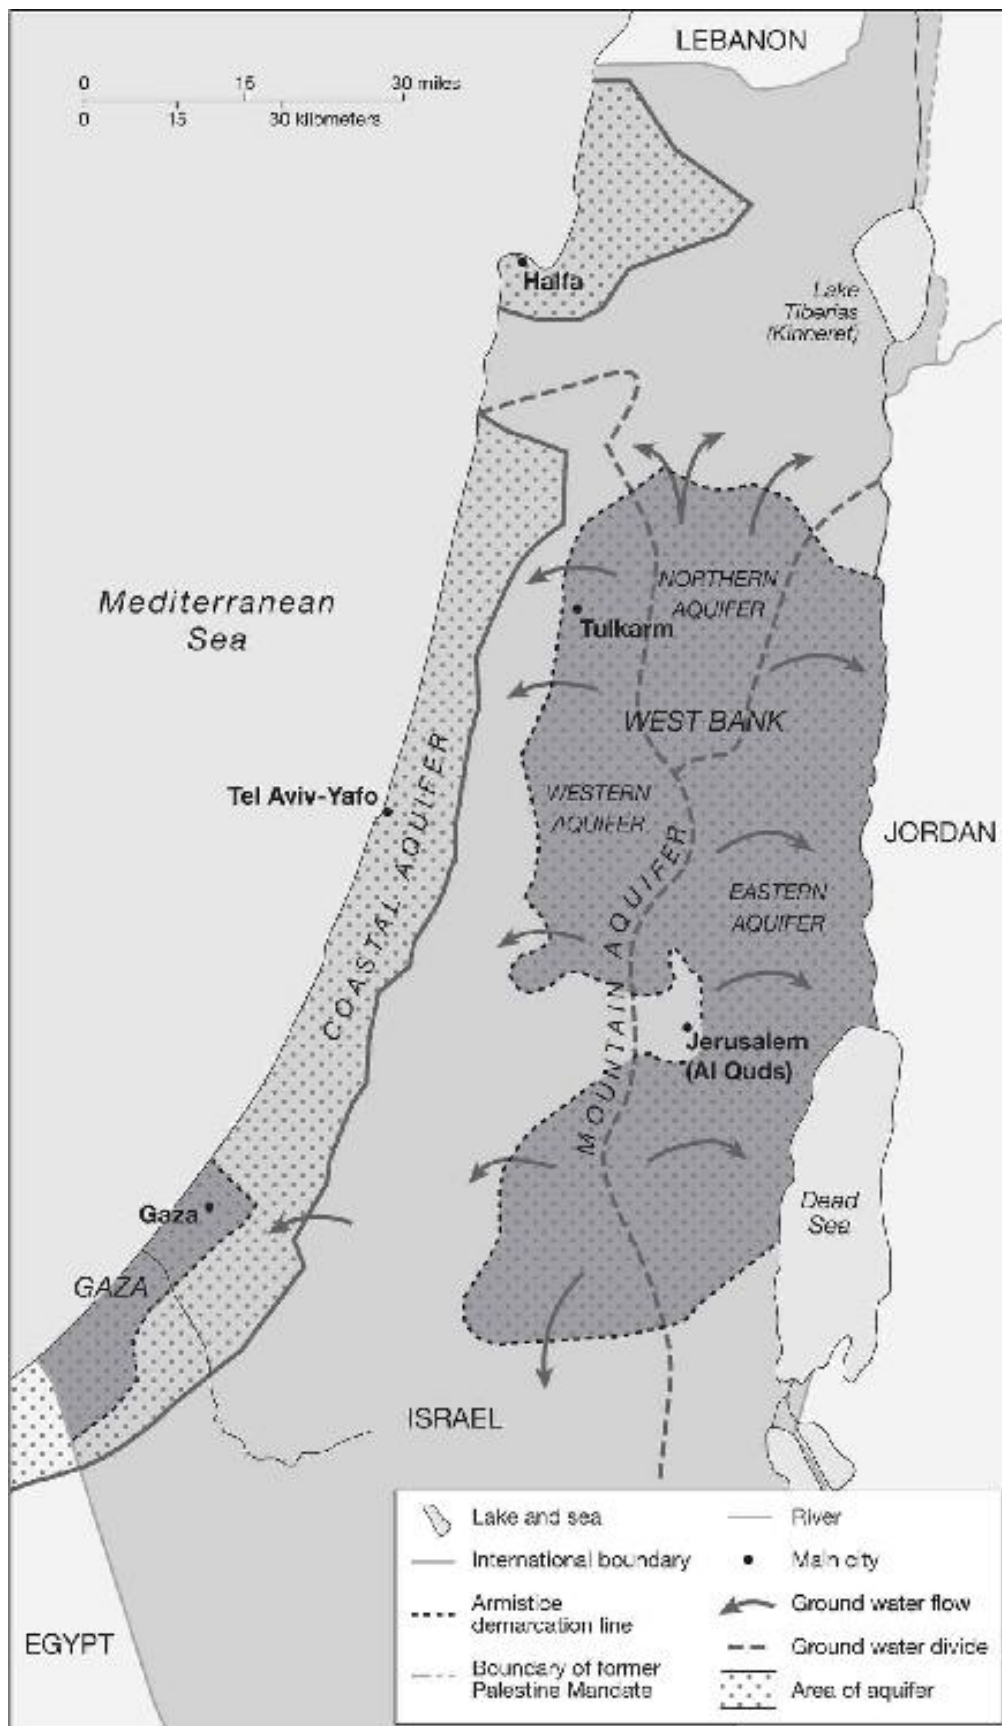 LEBANON
0 15 30 miles
0 15 30 kilometers
Haifa
Lake
Tiberias
(Kinneret)
Mediterranean
Sea
NORTHERN
AQUIFER
Tulkarm
WEST BANK
Tel Aviv-Yafo
COASTAL AQUIFER
WESTERN
AQUIFER
MOUNTAIN AQUIFER
JORDAN
EASTERN
AQUIFER
Jerusalem
(Al Quds)
Dead
Sea
Gaza
GAZA
ISRAEL
EGYPT
Lake and sea
International boundary
Armistice
demarcation line
Boundary of former
Palestine Mandate
River
Main city
Ground water flow
Ground water divide
Area of aquifer